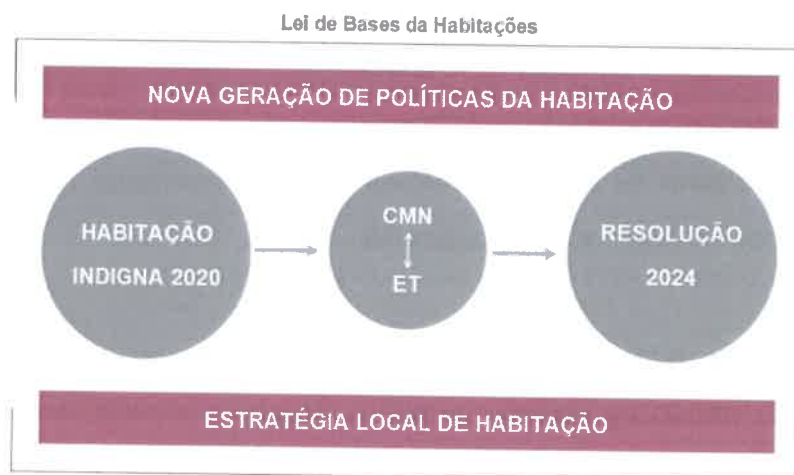 Lei de Bases da Habitações
NOVA GERAÇÃO DE POLÍTICAS DA HABITAÇÃO
HABITAÇÃO
INDIGNA 2020
CMN
ET
RESOLUÇÃO
2024
ESTRATÉGIA LOCAL DE HABITAÇÃO